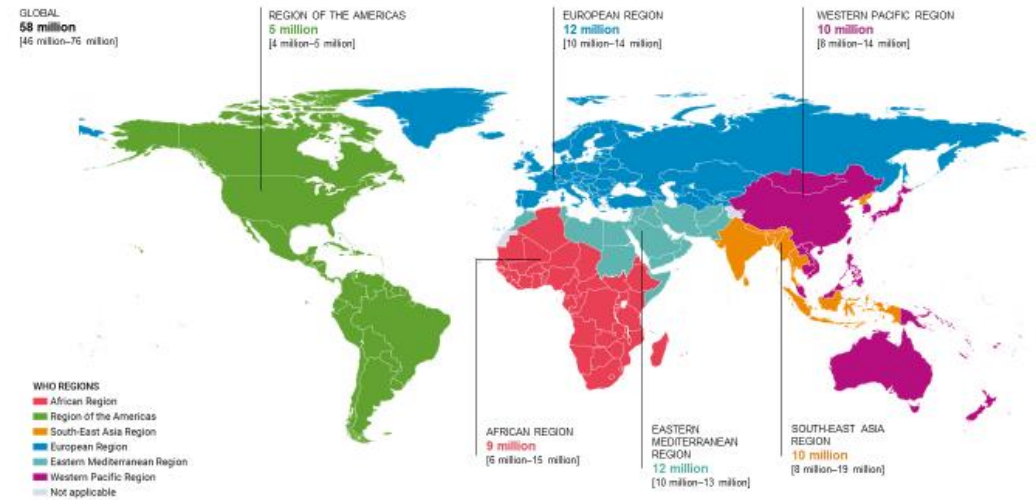 GLOBAL
58 million
[46 million–76 million]
REGION OF THE AMERICAS
5 million
[4 million–5 million]
EUROPEAN REGION
12 million
[10 million–14 million]
WESTERN PACIFIC REGION
10 million
[8 million–14 million]
WHO REGIONS
African Region
Region of the Americas
South-East Asia Region
European Region
Eastern Mediterranean Region
Western Pacific Region
Not applicable
AFRICAN REGION
9 million
[6 million–15 million]
EASTERN
MEDITERRANEAN
REGION
12 million
[10 million–13 million]
SOUTH-EAST ASIA
REGION
10 million
[8 million–19 million]